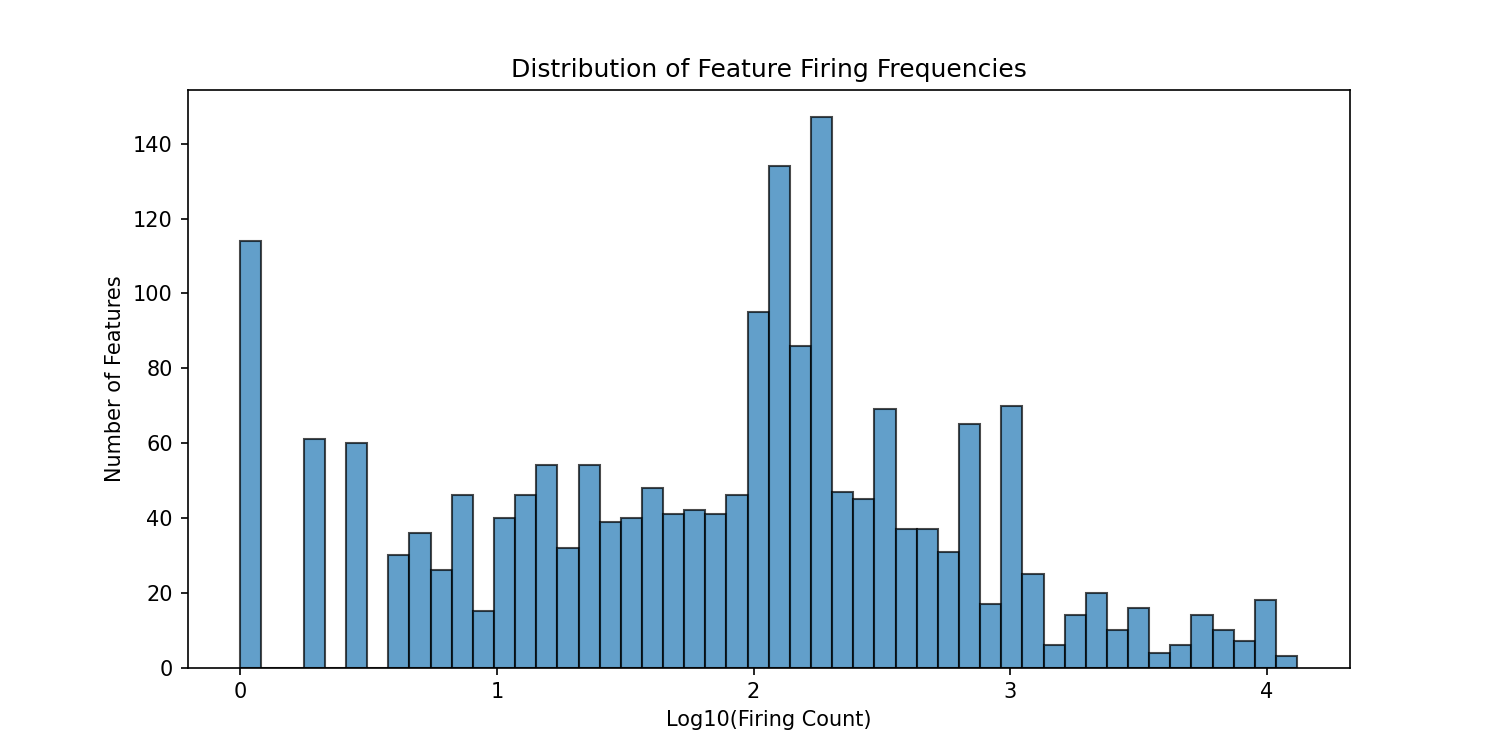 Distribution of Feature Firing Frequencies
Number of Features
140
120
100
80
60
40
20
0
0 1 2 3 4
Log10(Firing Count)